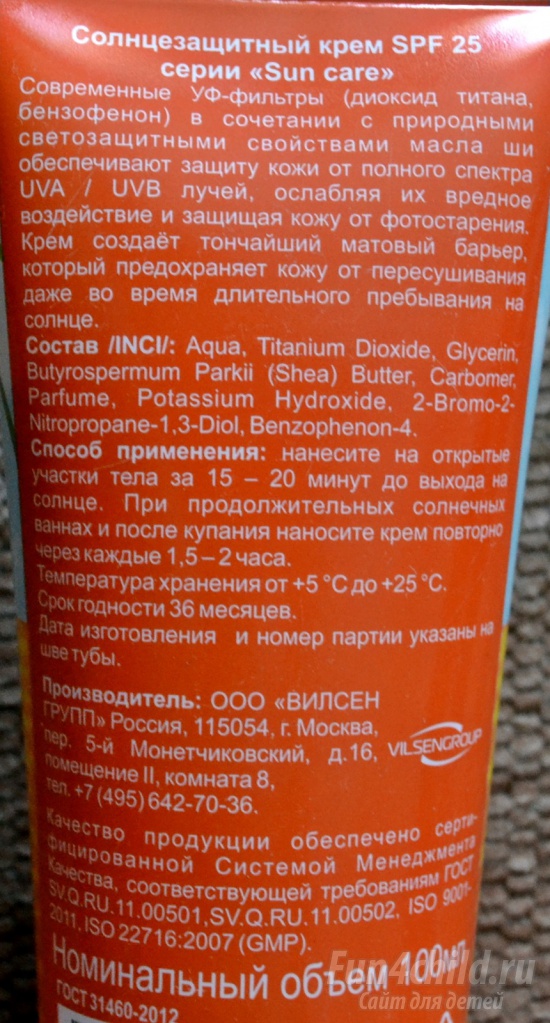 Солнцезащитный крем SPF 25
серии «Sun care»
Современные УФ-фильтры (диоксид титана,
бензофенон) в сочетании с природными
светозащитными свойствами масла ши
обеспечивают защиту кожи от полного спектра
UVA / UVB лучей, ослабляя их вредное
воздействие и защищая кожу от фотостарения.
Крем создаёт тончайший матовый барьер,
который предохраняет кожу от пересушивания
даже во время длительного пребывания на
солнце.
Состав /INCI/: Aqua, Titanium Dioxide, Glycerin,
Butyrospermum Parkii (Shea) Butter, Carbomer,
Parfume, Potassium Hydroxide, 2-Bromo-2-
Nitropropane-1,3-Diol, Benzophenon-4.
Способ применения: нанесите на открытые
участки тела за 15 – 20 минут до выхода на
солнце. При продолжительных солнечных
ваннах и после купания наносите крем повторно
через каждые 1,5 – 2 часа.
Температура хранения от +5 °C до +25 °C.
Срок годности 36 месяцев.
Дата изготовления и номер партии указаны на
шве тубы.
Производитель: ООО «ВИЛСЕН
ГРУПП» Россия, 115054, г. Москва,
пер. 5-й Монетчиковский, д.16,
помещение II, комната 8,
тел. +7 (495) 642-70-36.
VILSENGROUP
Качество продукции обеспечено серти-
фицированной Системой Менеджмента
Качества, соответствующей требованиям ГОСТ
SV.Q.RU.11.00501,SV.Q.RU.11.00502, ISO 9001-
2011, ISO 22716:2007 (GMP).
Номинальный объем 100мл
ГОСТ 31460-2012
Fun4child.ru
Сайт для детей